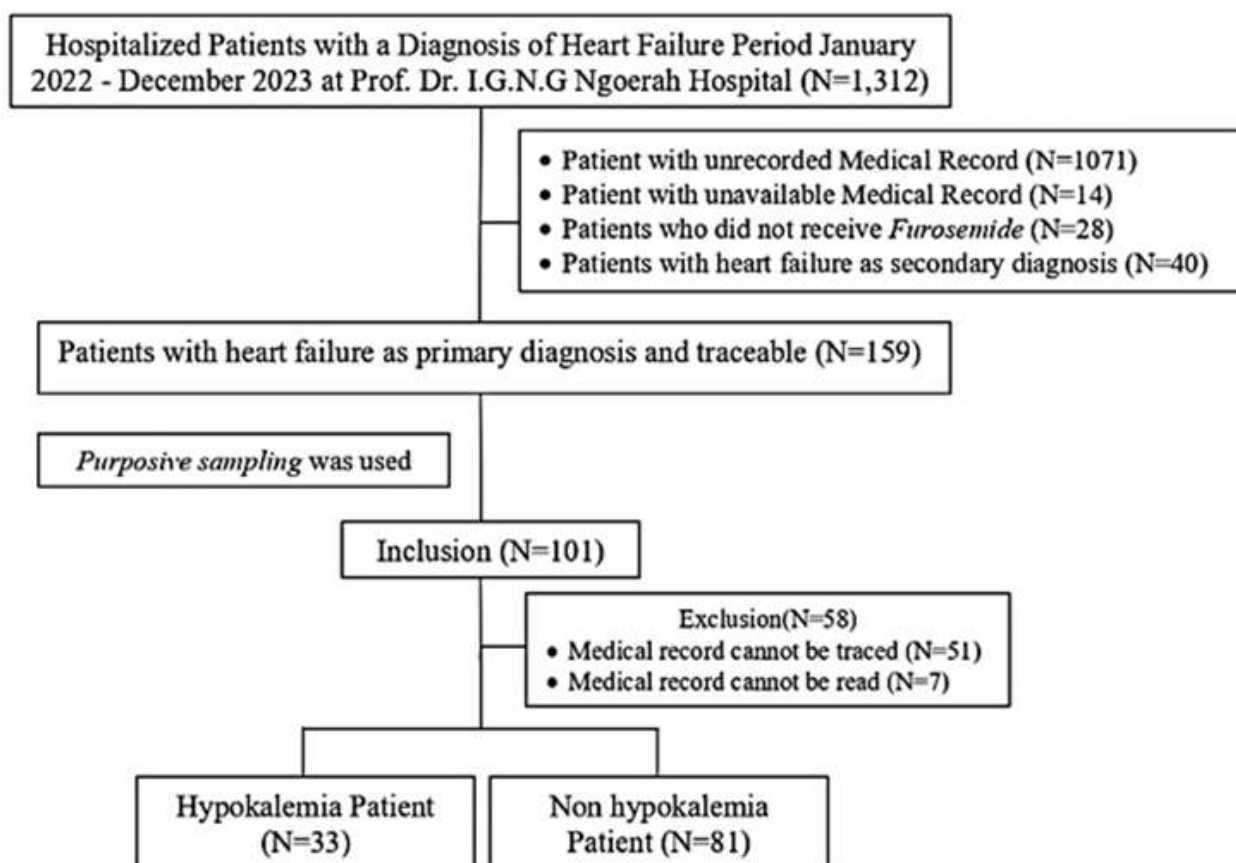 Hospitalized Patients with a Diagnosis of Heart Failure Period January
2022 - December 2023 at Prof. Dr. I.G.N.G Ngoerah Hospital (N=1,312)
• Patient with unrecorded Medical Record (N=1071)
• Patient with unavailable Medical Record (N=14)
• Patients who did not receive Furosemide (N=28)
• Patients with heart failure as secondary diagnosis (N=40)
Patients with heart failure as primary diagnosis and traceable (N=159)
Purposive sampling was used
Inclusion (N=101)
Exclusion(N=58)
• Medical record cannot be traced (N=51)
• Medical record cannot be read (N=7)
Hypokalemia Patient
(N=33)
Non hypokalemia
Patient (N=81)